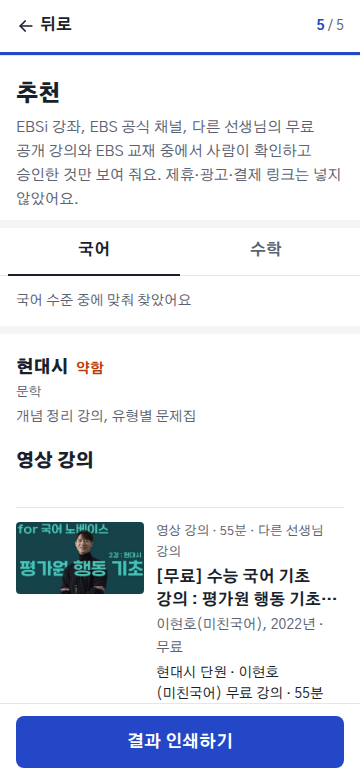 ← 뒤로
5 / 5
추천
EBSi 강좌, EBS 공식 채널, 다른 선생님의 무료
공개 강의와 EBS 교재 중에서 사람이 확인하고
승인한 것만 보여 줘요. 제휴·광고·결제 링크는 넣지
않았어요.
국어
수학
국어 수준 중에 맞춰 찾았어요
현대시 약함
문학
개념 정리 강의, 유형별 문제집
영상 강의
for 국어 노베이스
2강 : 현대시
평가원 행동 기초
영상 강의 · 55분 · 다른 선생님
강의
[무료] 수능 국어 기초
강의 : 평가원 행동 기초…
이현호(미친국어), 2022년 ·
무료
현대시 단원 · 이현호
(미친국어) 무료 강의 · 55분
결과 인쇄하기